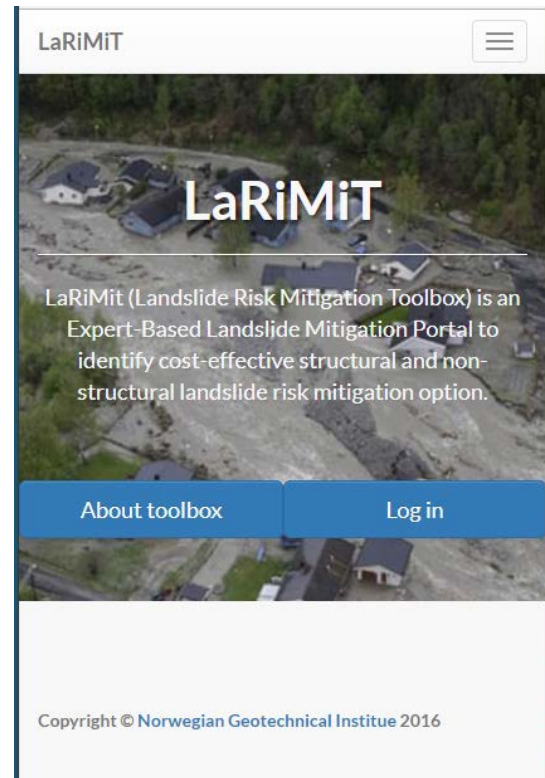 LaRiMiT
LaRiMiT
LaRiMit (Landslide Risk Mitigation Toolbox) is an
Expert-Based Landslide Mitigation Portal to
identify cost-effective structural and non-
structural landslide risk mitigation option.
About toolbox
Log in
Copyright © Norwegian Geotechnical Institue 2016